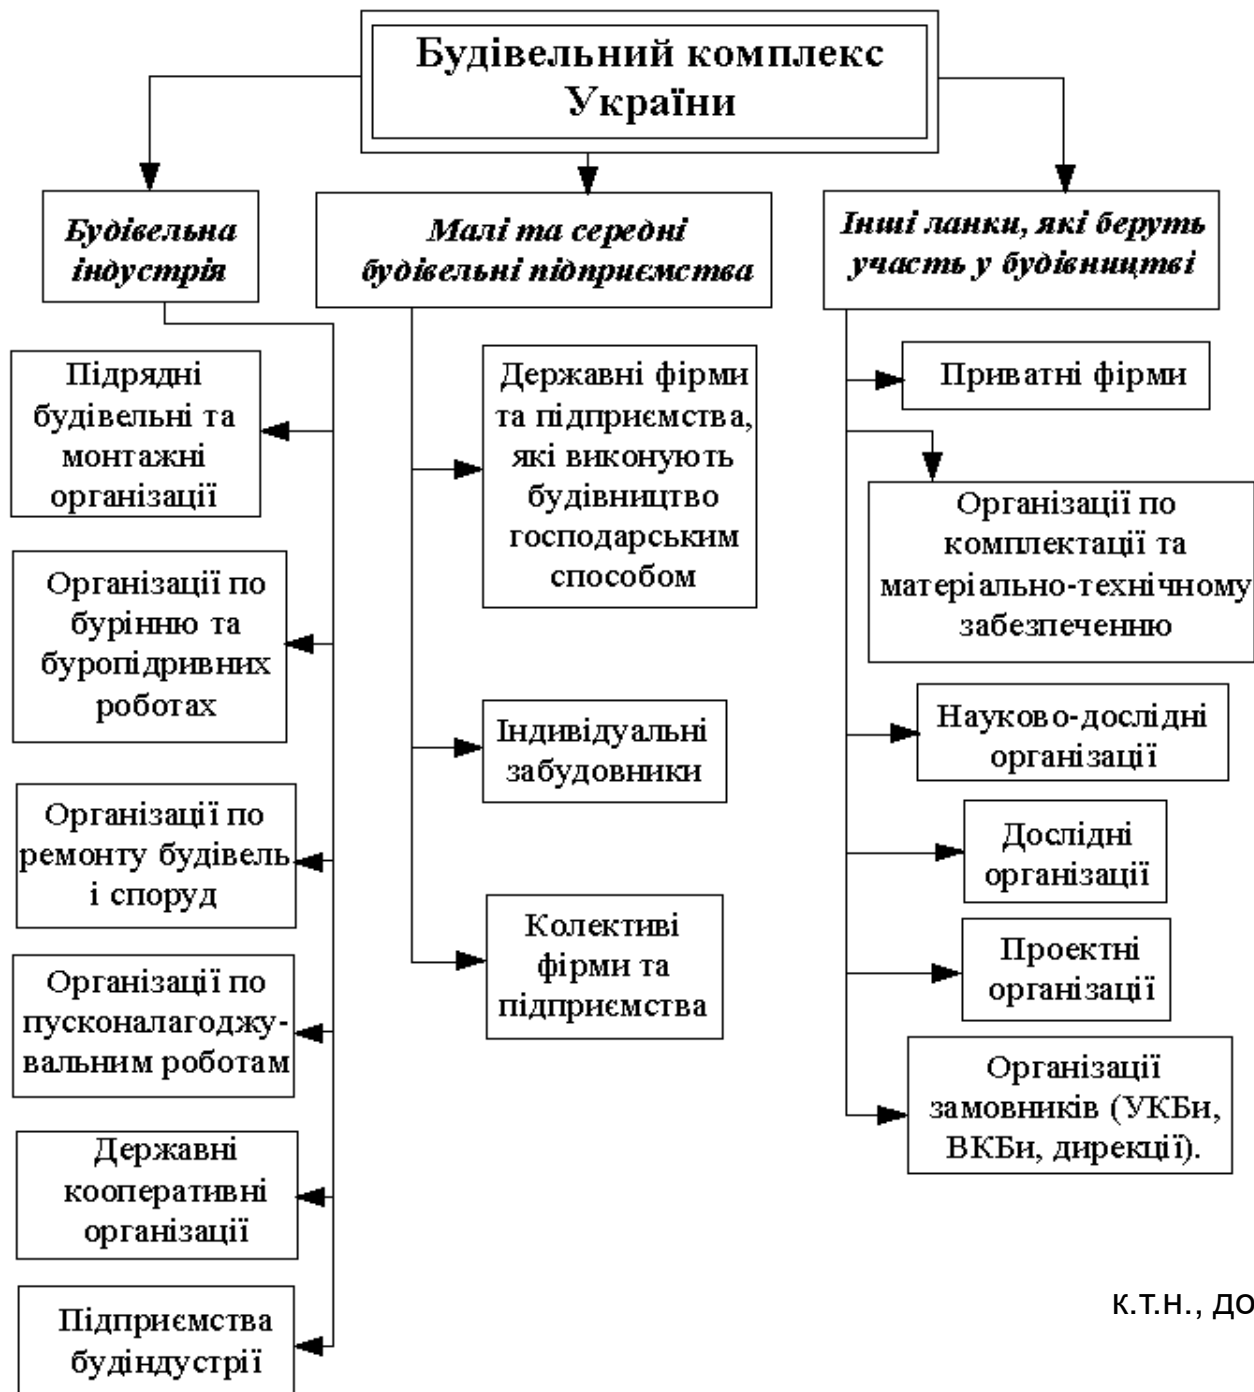 Будівельний комплекс
України
Будівельна
індустрія
Малі та середні
будівельні підприємства
Інші ланки, які беруть
участь у будівництві
Підрядні
будівельні та
монтажні
організації
Організації по
бурінню та
буропідривних
роботах
Організації по
ремонту будівель
і споруд
Організації по
пусконалагоджу-
вальним роботам
Державні
кооперативні
організації
Підприємства
будіндустрії
Державні фірми
та підприємства,
які виконують
будівництво
господарським
способом
Індивідуальні
забудовники
Колективі
фірми та
підприємства
Приватні фірми
Організації по
комплектації та
матеріально-технічному
забезпеченню
Науково-дослідні
організації
Дослідні
організації
Проектні
організації
Організації
замовників (УКБи,
ВКБи, дирекції).
к.т.н., до